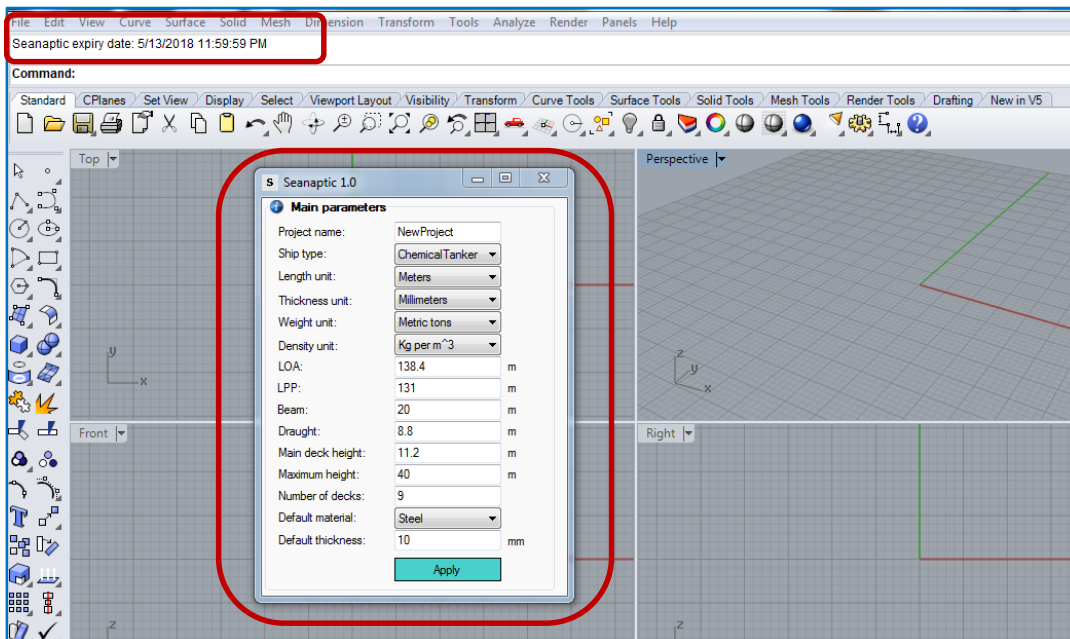 File Edit View Curve Surface Solid Mesh Dimension Transform Tools Analyze Render Panels Help
Seanaptic expiry date: 5/13/2018 11:59:59 PM
Command:
Standard CPlanes Set View Display Select Viewport Layout Visibility Transform Curve Tools Surface Tools Solid Tools Mesh Tools Render Tools Drafting New in V5
Top
Perspective
S Seanaptic 1.0
Main parameters
Project name: NewProject
Ship type: ChemicalTanker
Length unit: Meters
Thickness unit: Millimeters
Weight unit: Metric tons
Density unit: Kg per m^3
LOA: 138.4 m
LPP: 131 m
Beam: 20 m
Draught: 8.8 m
Main deck height: 11.2 m
Maximum height: 40 m
Number of decks: 9
Default material: Steel
Default thickness: 10 mm
Apply
y
x
z
y
x
Front
Right
z
z